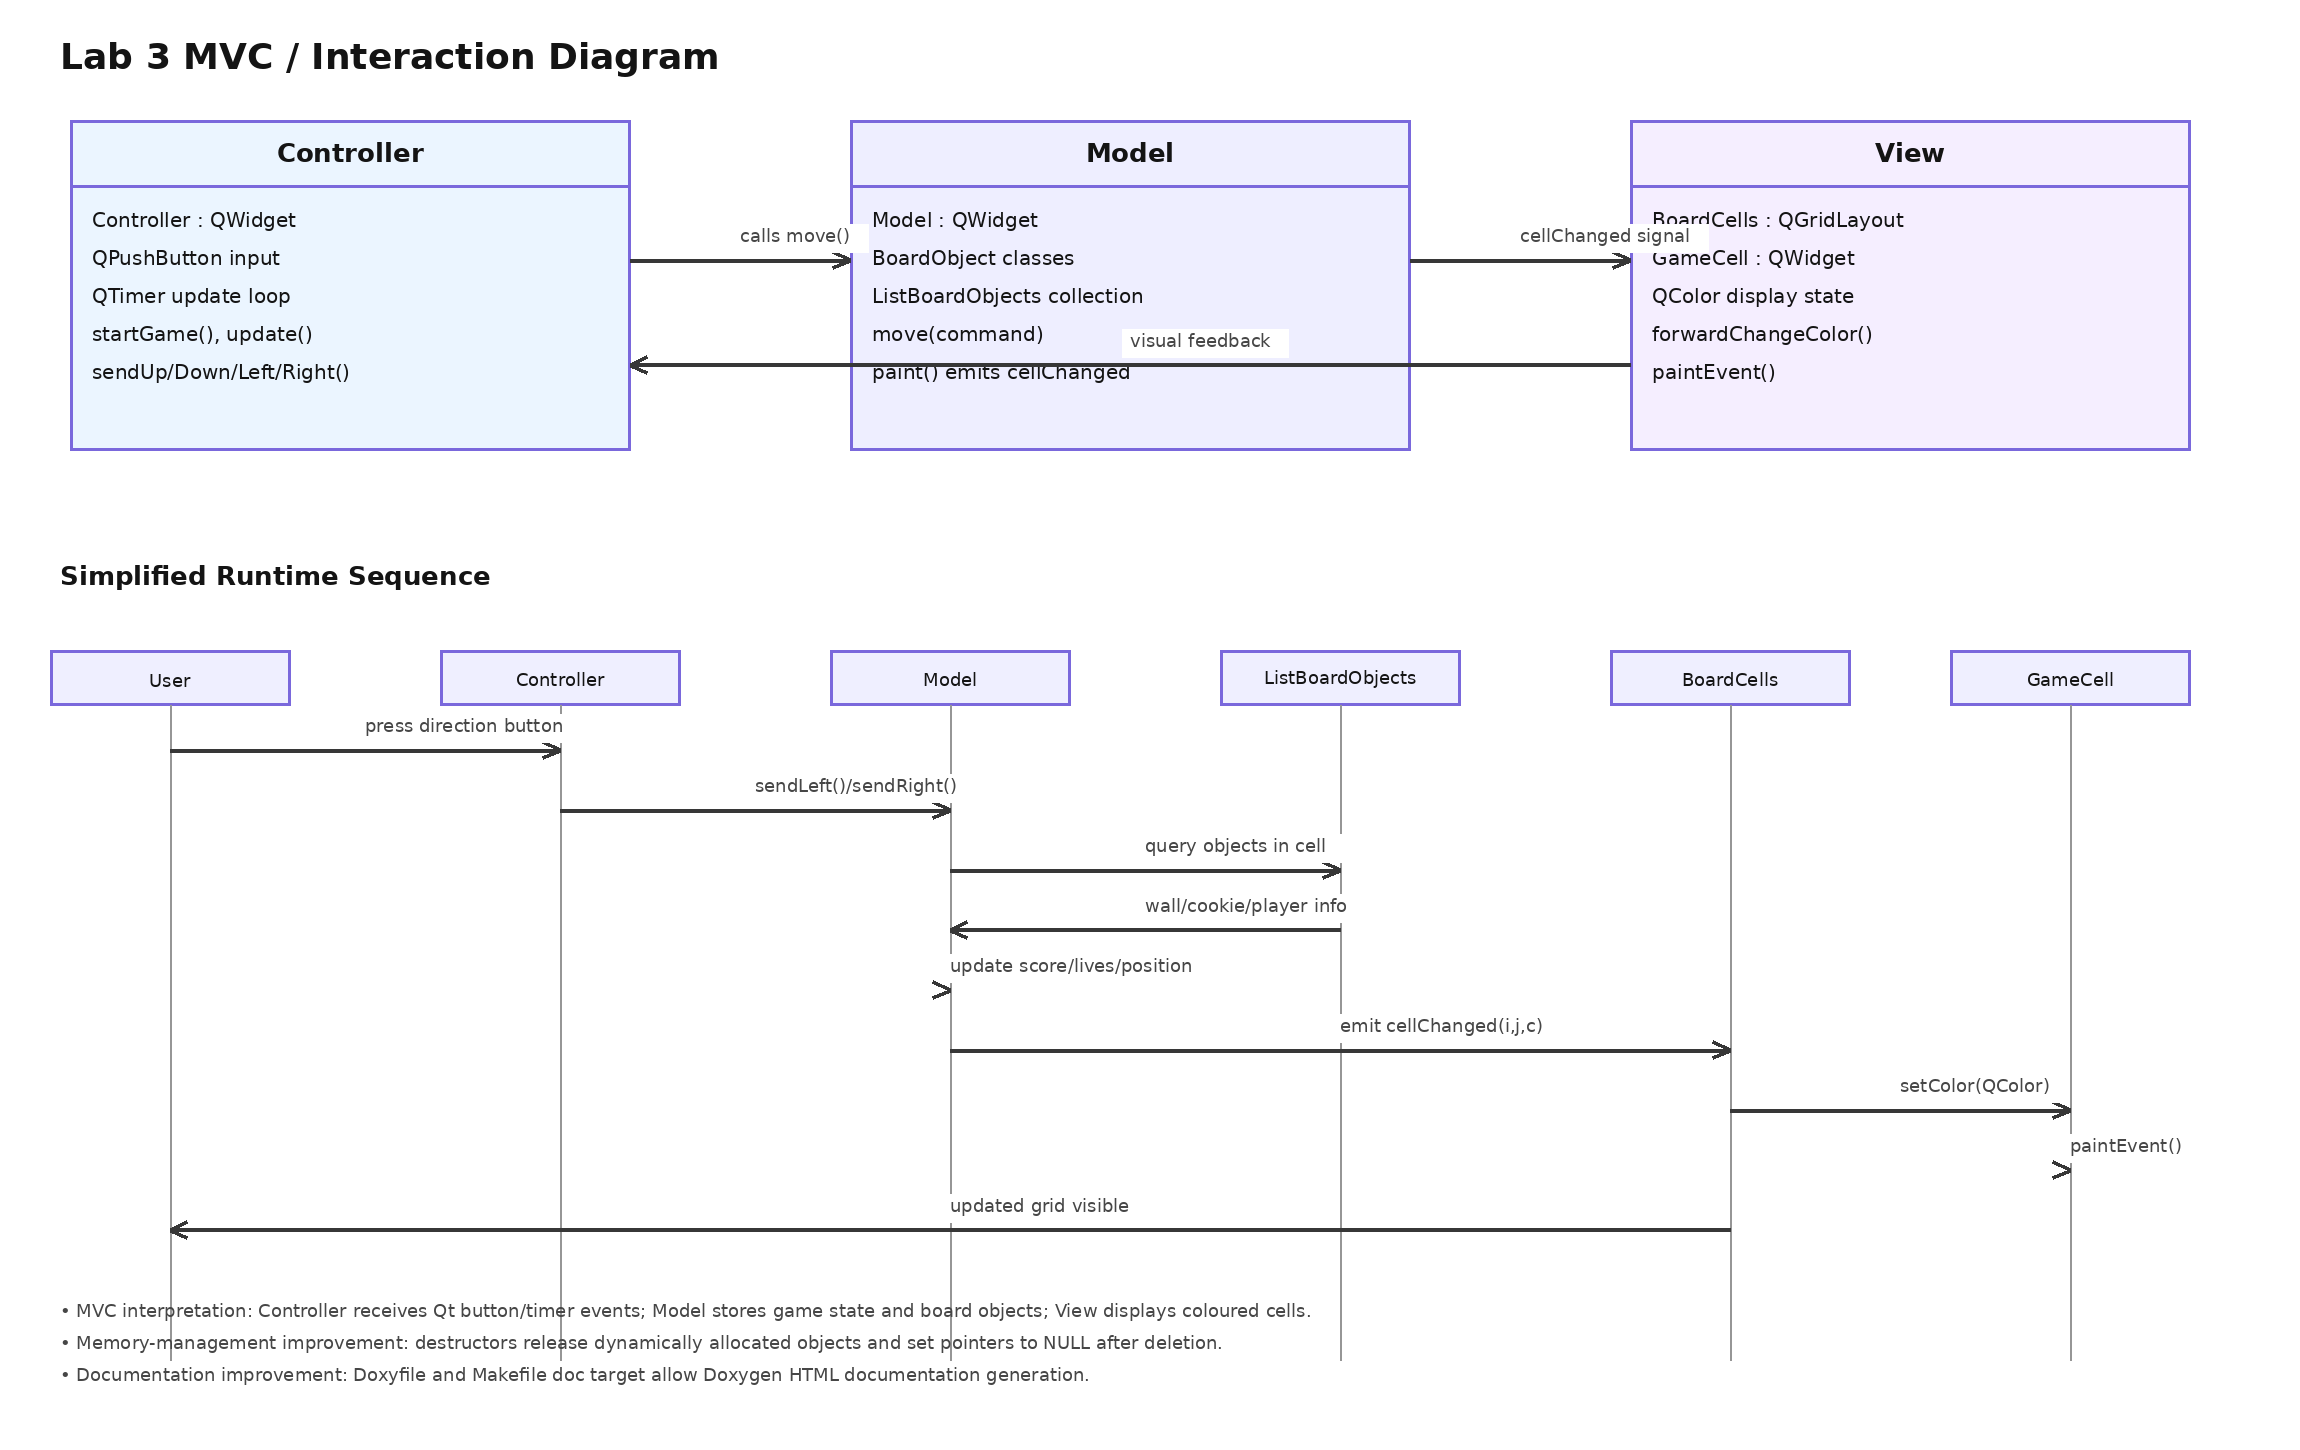 Lab 3 MVC / Interaction Diagram
Controller
Controller : QWidget
QPushButton input
QTimer update loop
startGame(), update()
sendUp/Down/Left/Right()
calls move()
Model
Model : QWidget
BoardObject classes
ListBoardObjects collection
move(command)
paint() emits cellChanged
cellChanged signal
visual feedback
View
BoardCells : QGridLayout
GameCell : QWidget
QColor display state
forwardChangeColor()
paintEvent()
Simplified Runtime Sequence
User
Controller
Model
ListBoardObjects
BoardCells
GameCell
press direction button
sendLeft()/sendRight()
query objects in cell
wall/cookie/player info
update score/lives/position
emit cellChanged(i,j,c)
setColor(QColor)
paintEvent()
updated grid visible
• MVC interpretation: Controller receives Qt button/timer events; Model stores game state and board objects; View displays coloured cells.
• Memory-management improvement: destructors release dynamically allocated objects and set pointers to NULL after deletion.
• Documentation improvement: Doxyfile and Makefile doc target allow Doxygen HTML documentation generation.